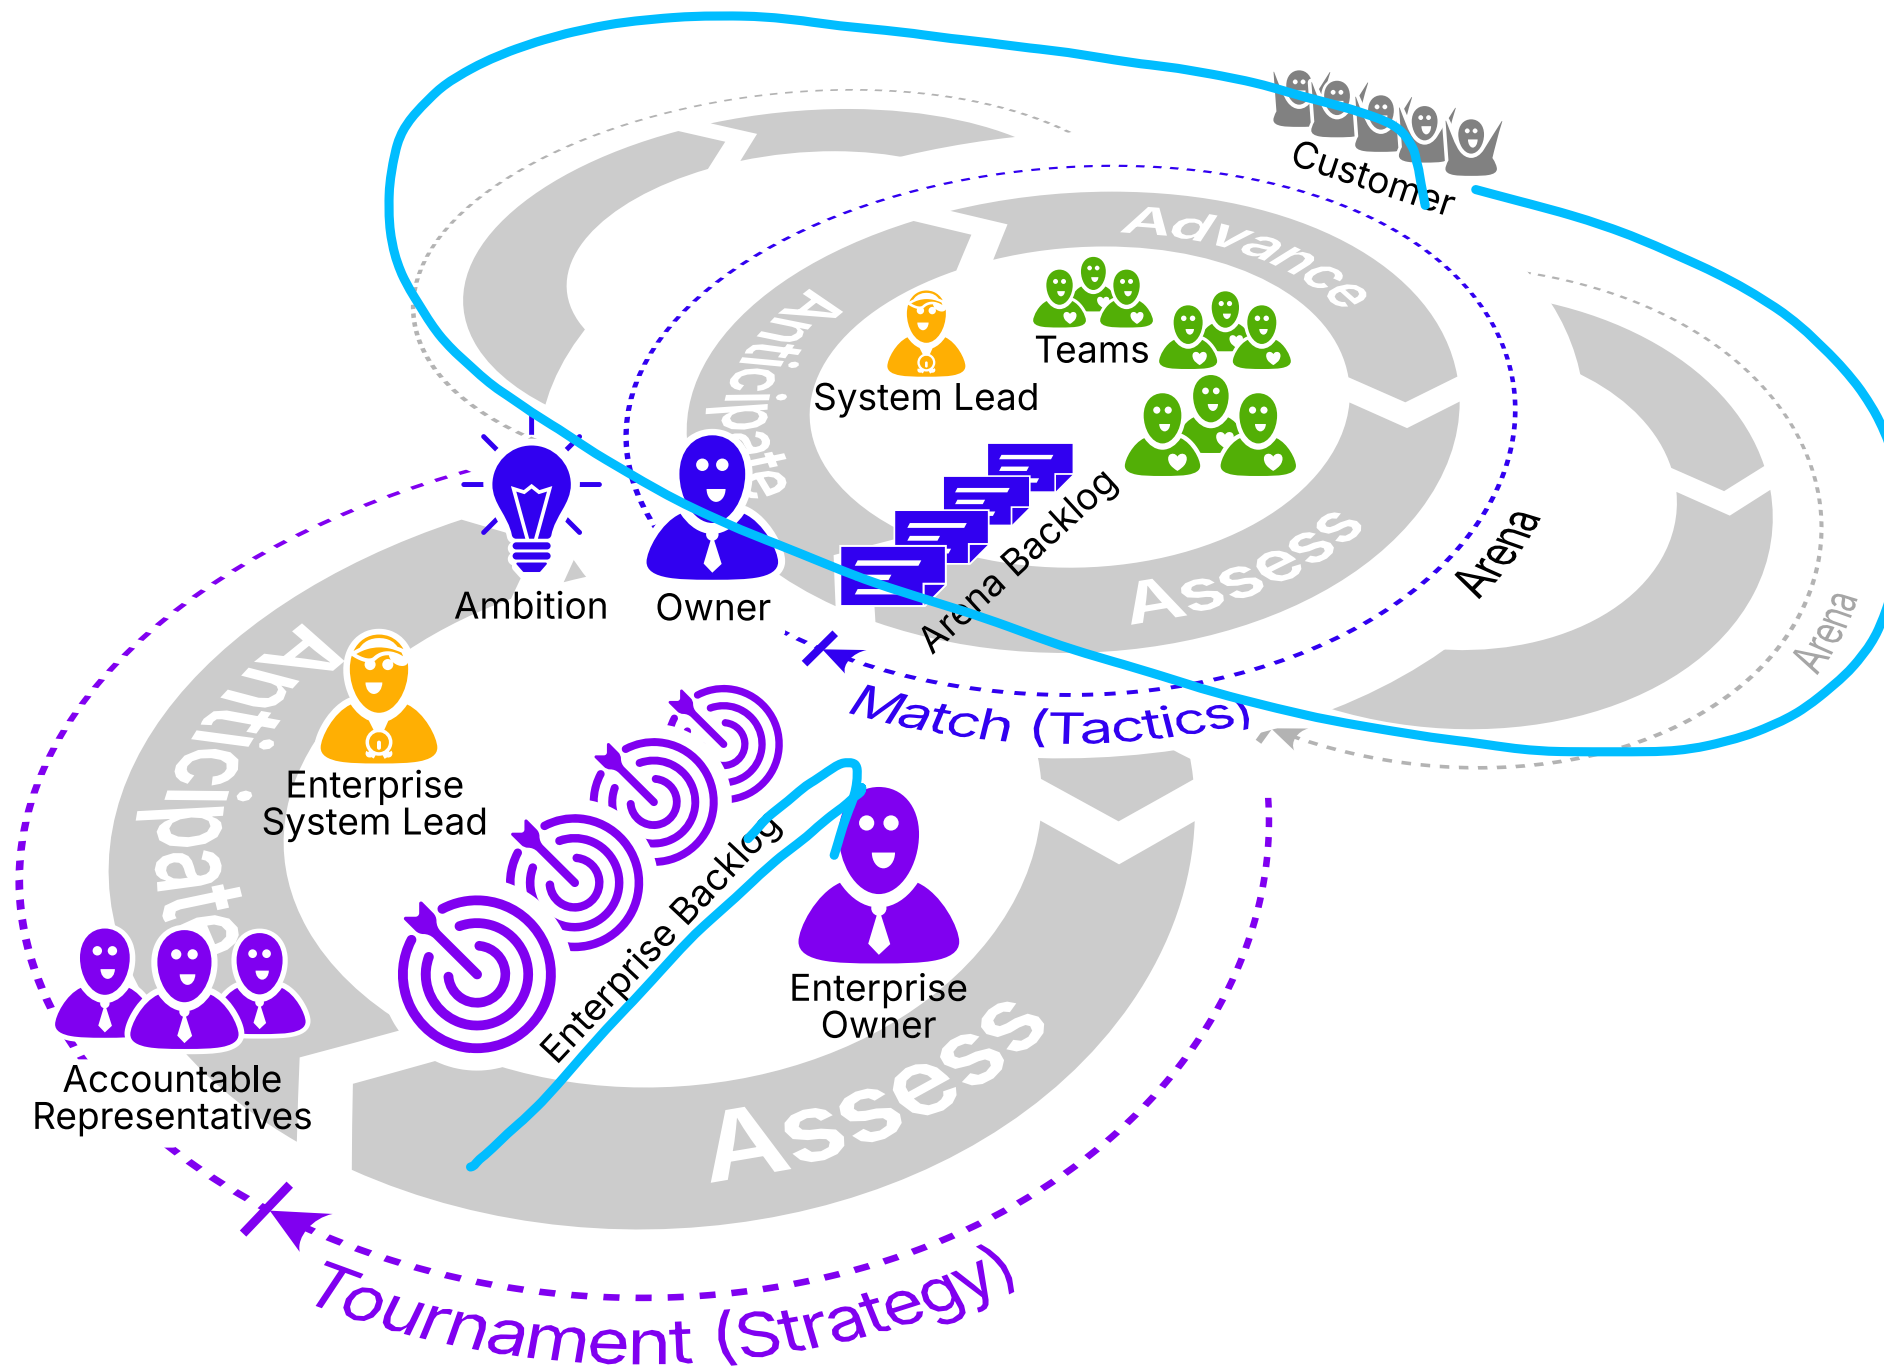 Customer
Advance
Anticipate
Teams
System Lead
Arena Backlog
Assess
Arena
Arena
Ambition
Owner
Match (Tactics)
Anticipate
Enterprise
System Lead
Enterprise Backlog
Enterprise
Owner
Accountable
Representatives
Assess
Tournament (Strategy)